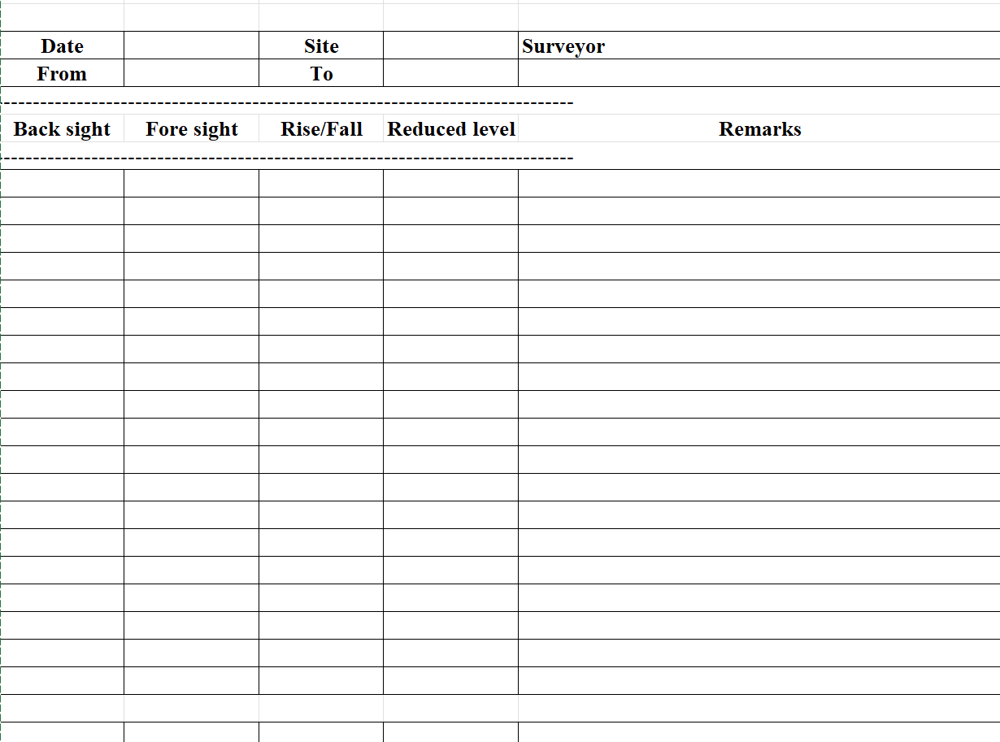 Date Site Surveyor
From To
--------------------------------------------------------------------------------
Back sight Fore sight Rise/Fall Reduced level Remarks
--------------------------------------------------------------------------------